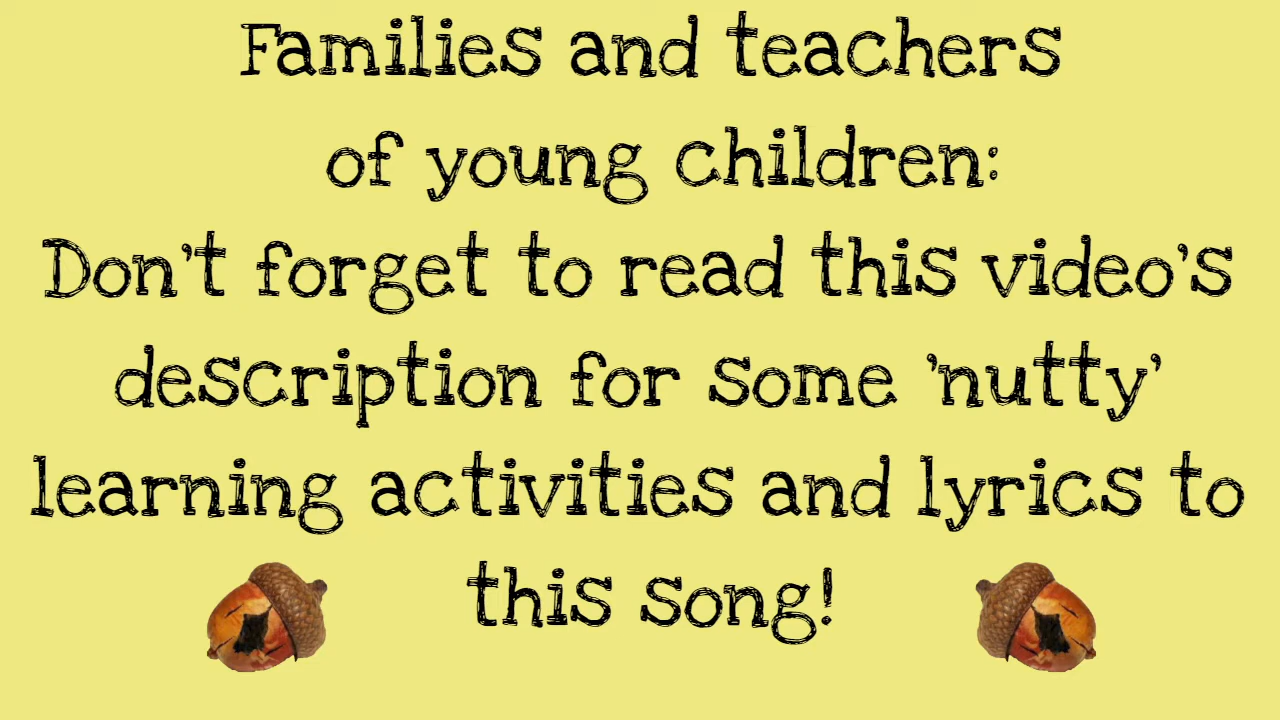 Families and teachers
of young children:
Don't forget to read this video's
description for some 'nutty'
learning activities and lyrics to
this song!